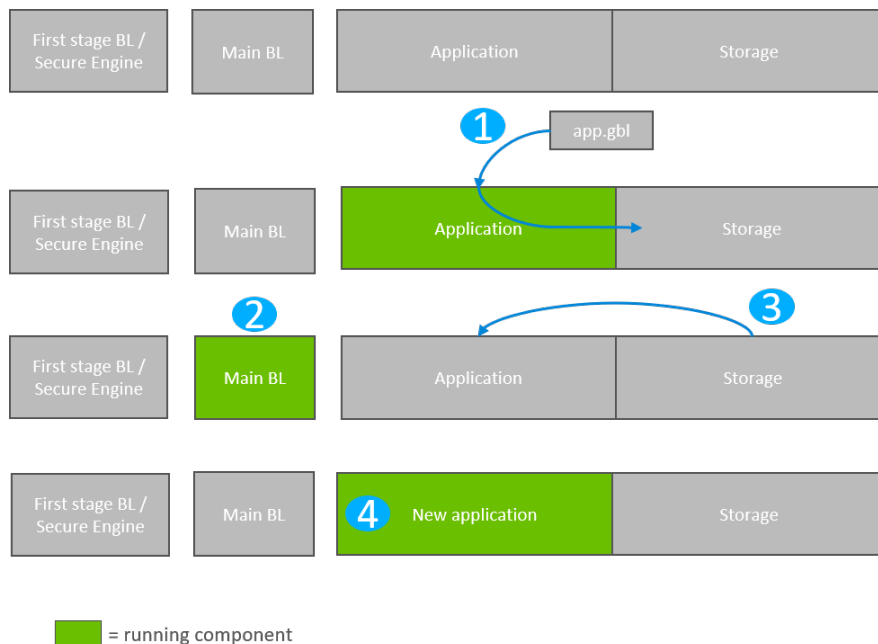 First stage BL /
Secure Engine
Main BL
Application
Storage
1
app.gbl
First stage BL /
Secure Engine
Main BL
Application
Storage
2
3
First stage BL /
Secure Engine
Main BL
Application
Storage
First stage BL /
Secure Engine
Main BL
4
New application
Storage
= running component